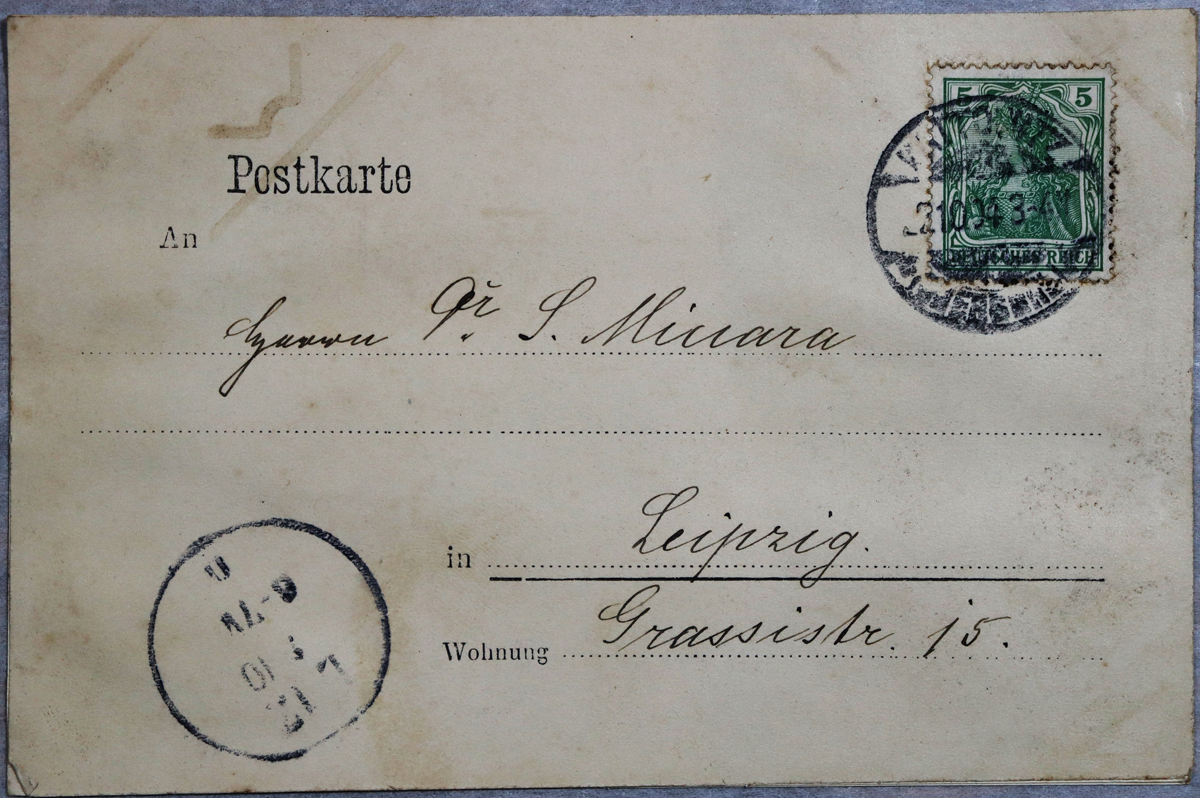 Postkarte
5 5
An
DEUTSCHES REICH
Herrn Dr. S. Minara
in Leipzig.
Wohnung Grassistr. 15.